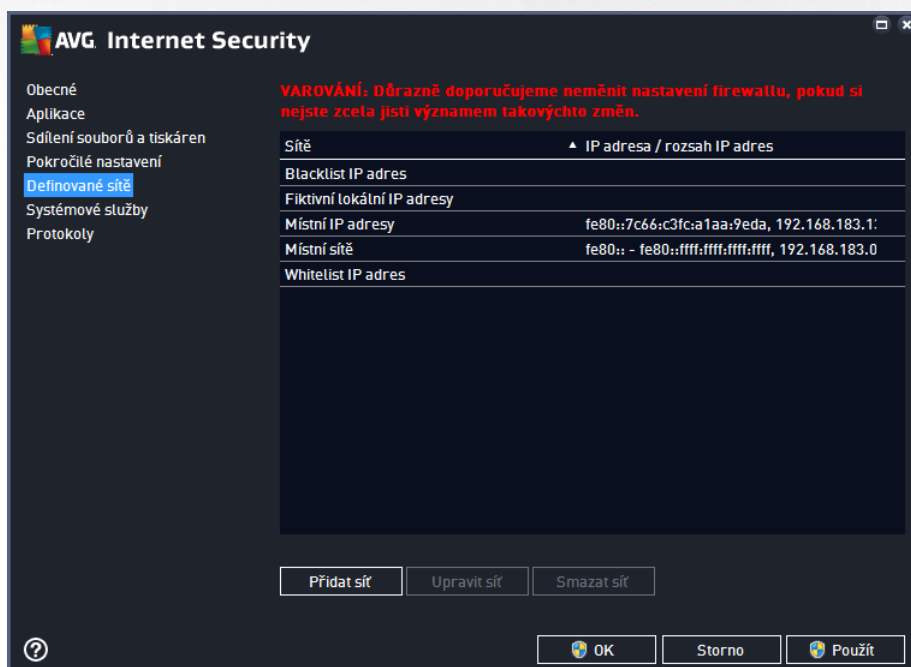 AVG Internet Security
Obecné
Aplikace
Sdílení souborů a tiskáren
Pokročilé nastavení
Definované sítě
Systémové služby
Protokoly
VAROVÁNÍ: Důrazně doporučujeme neměnit nastavení firewallu, pokud si
nejste zcela jisti významem takovýchto změn.
Sítě ▲ IP adresa / rozsah IP adres
Blacklist IP adres
Fiktivní lokální IP adresy
Místní IP adresy fe80::7c66:c3fc:a1aa:9eda, 192.168.183.1
Místní sítě fe80:: - fe80::ffff:ffff:ffff:ffff, 192.168.183.0
Whitelist IP adres
Přidat síť Upravit síť Smazat síť
? OK Storno Použít